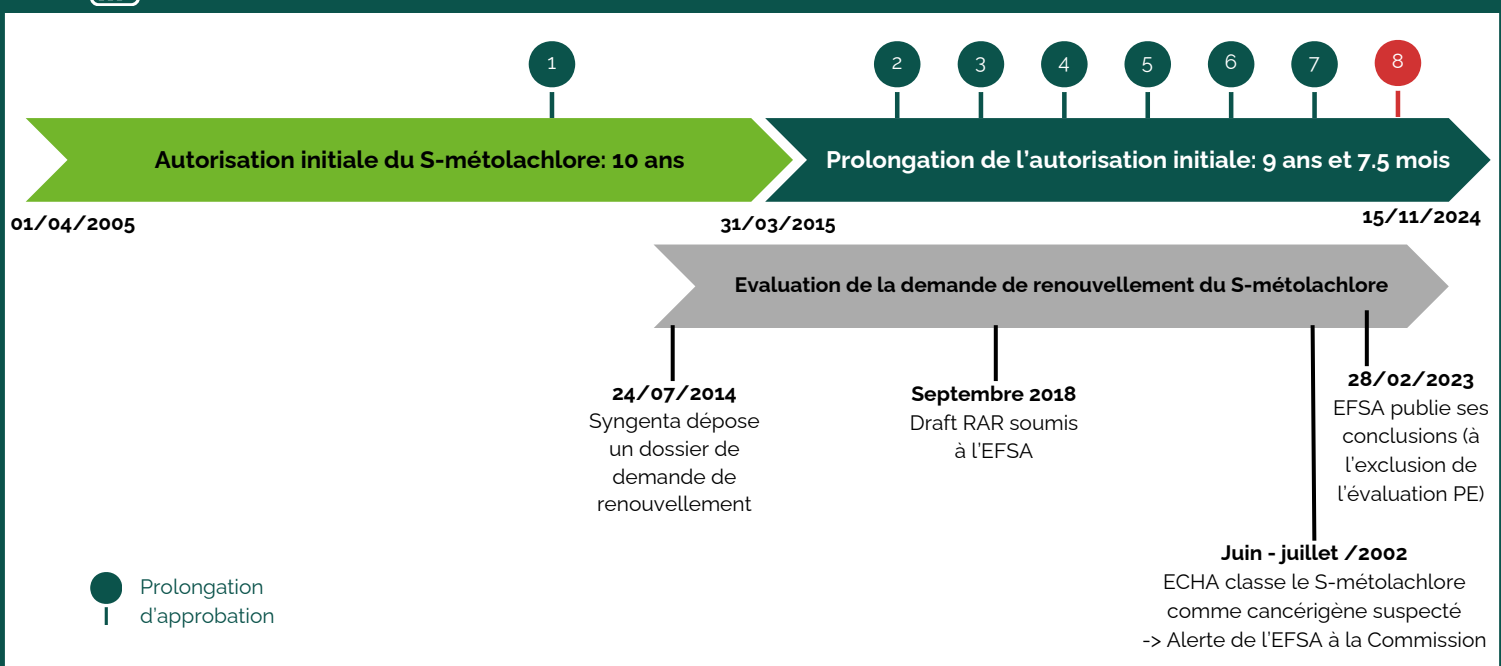 1
2
3
4
5
6
7
8
Autorisation initiale du S-métolachlore: 10 ans
Prolongation de l'autorisation initiale: 9 ans et 7.5 mois
01/04/2005
31/03/2015
15/11/2024
Evaluation de la demande de renouvellement du S-métolachlore
24/07/2014
Syngenta dépose
un dossier de
demande de
renouvellement
Septembre 2018
Draft RAR soumis
à l'EFSA
28/02/2023
EFSA publie ses
conclusions (à
l'exclusion de
l'évaluation PE)
Juin - juillet /2002
ECHA classe le S-métolachlore
comme cancérigène suspecté
-> Alerte de l'EFSA à la Commission
Prolongation
d'approbation